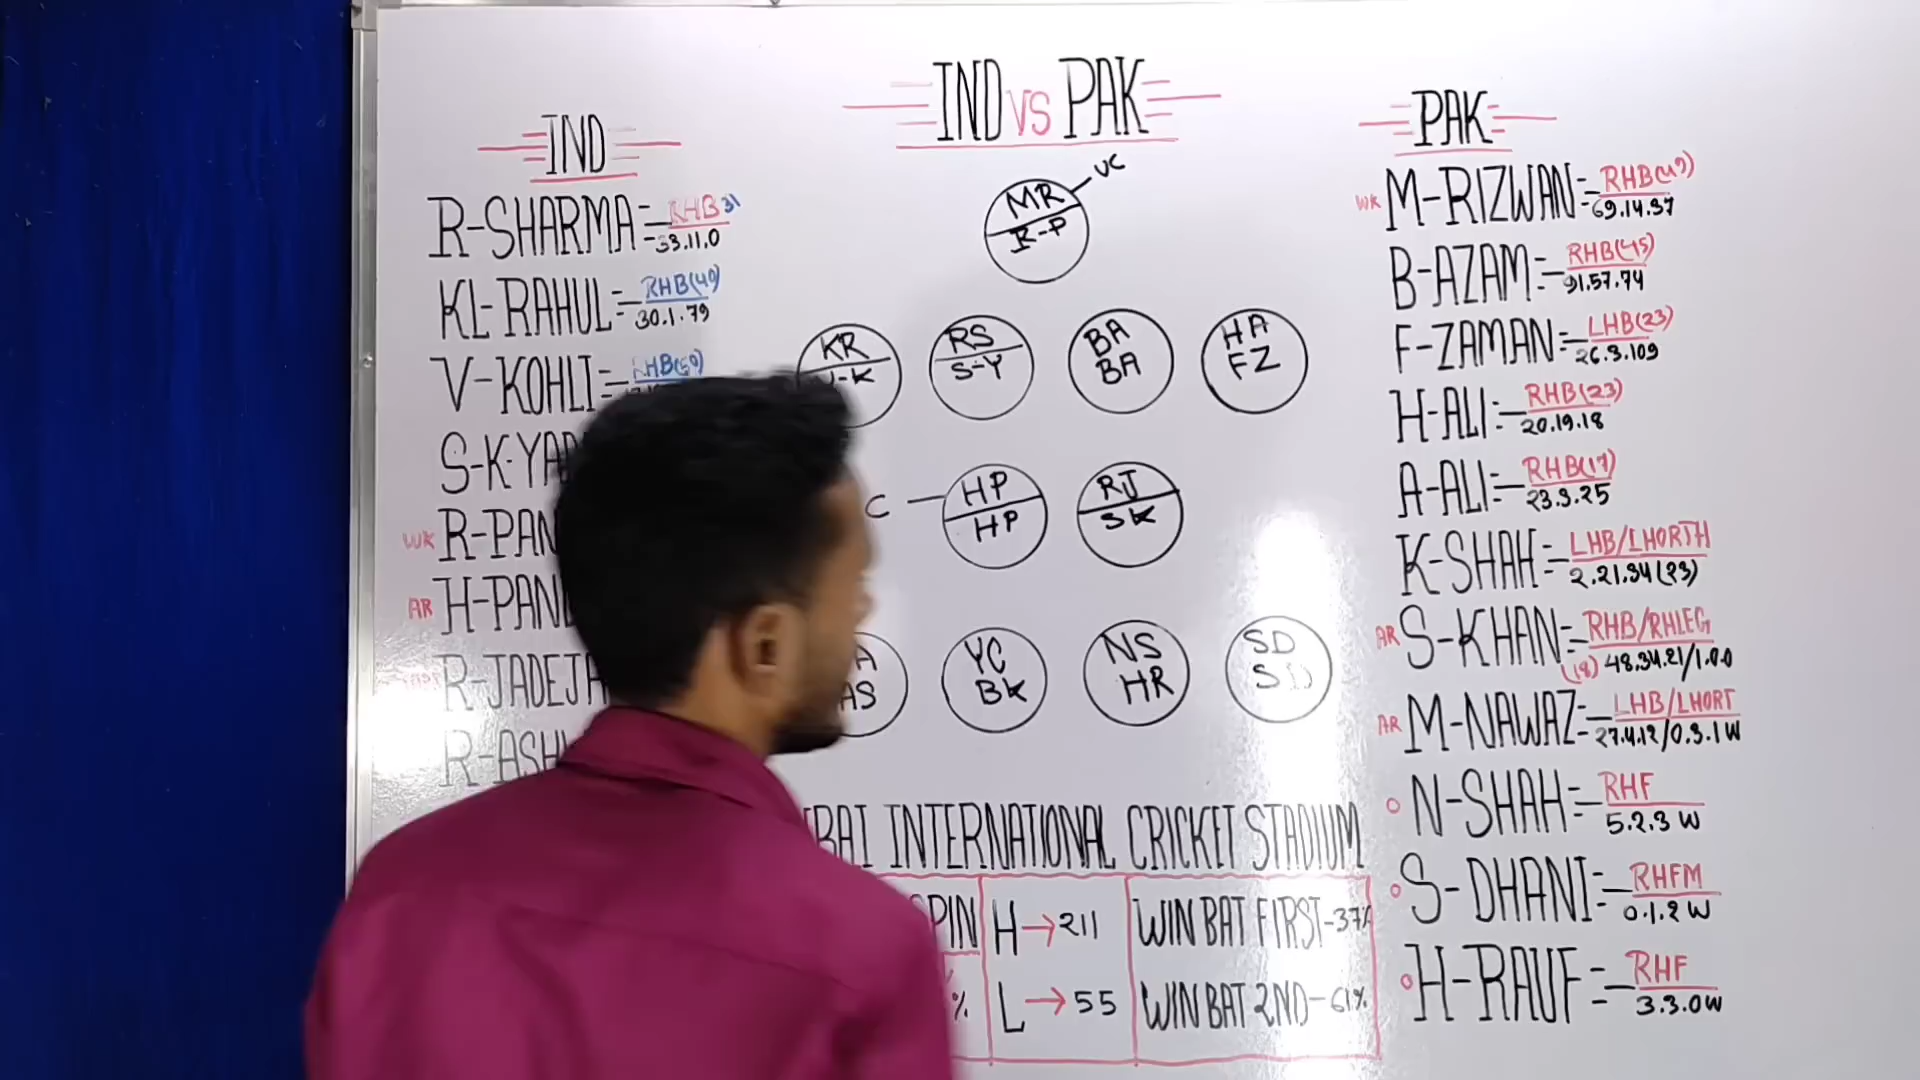 IND VS PAK
IND
R-SHARMA=RHB 31
33.11.0
KL-RAHUL=RHB(40)
30.1.79
V-KOHLI=
S-K-YA
WK R-PAN
AR H-PAN
R-JADEJA
R-ASH
VC
MR
R-P
KR
K
RS
S-Y
BA
BA
HA
FZ
C
HP
HP
RJ
SK
A
AS
YC
BK
NS
HR
SD
SD
BAI INTERNATIONAL CRICKET STADIUM
SPIN
%
H→211
L→55
WIN BAT FIRST-37%
WIN BAT 2ND-61%
PAK
WK M-RIZWAN=RHB(49)
69.14.37
B-AZAM=RHB(45)
91.57.74
F-ZAMAN=LHB(23)
26.3.109
H-ALI=RHB(23)
20.19.18
A-ALI=RHB(17)
23.3.25
K-SHAH=LHB/LHORTH
2.21.34(23)
AR S-KHAN=RHB/RHLEG
(18) 48.34.21/1.0.0
AR M-NAWAZ=LHB/LHORT
27.4.12/0.3.1W
N-SHAH=RHF
5.2.3 W
S-DHANI=RHFM
0.1.2 W
H-RAUF=RHF
3.3.0W